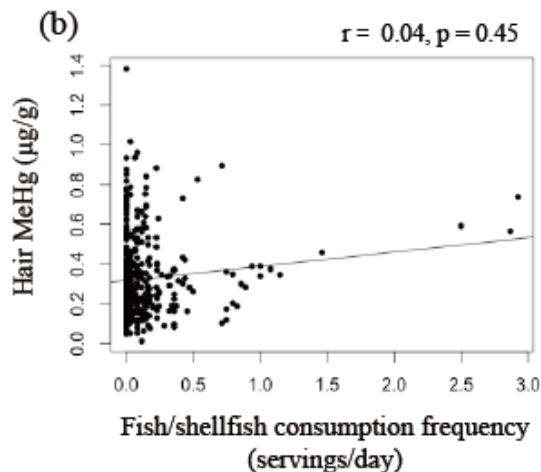 (b)
r = 0.04, p = 0.45
Hair MeHg (µg/g)
1.4
1.2
1.0
0.8
0.6
0.4
0.2
0.0
0.0 0.5 1.0 1.5 2.0 2.5 3.0
Fish/shellfish consumption frequency
(servings/day)